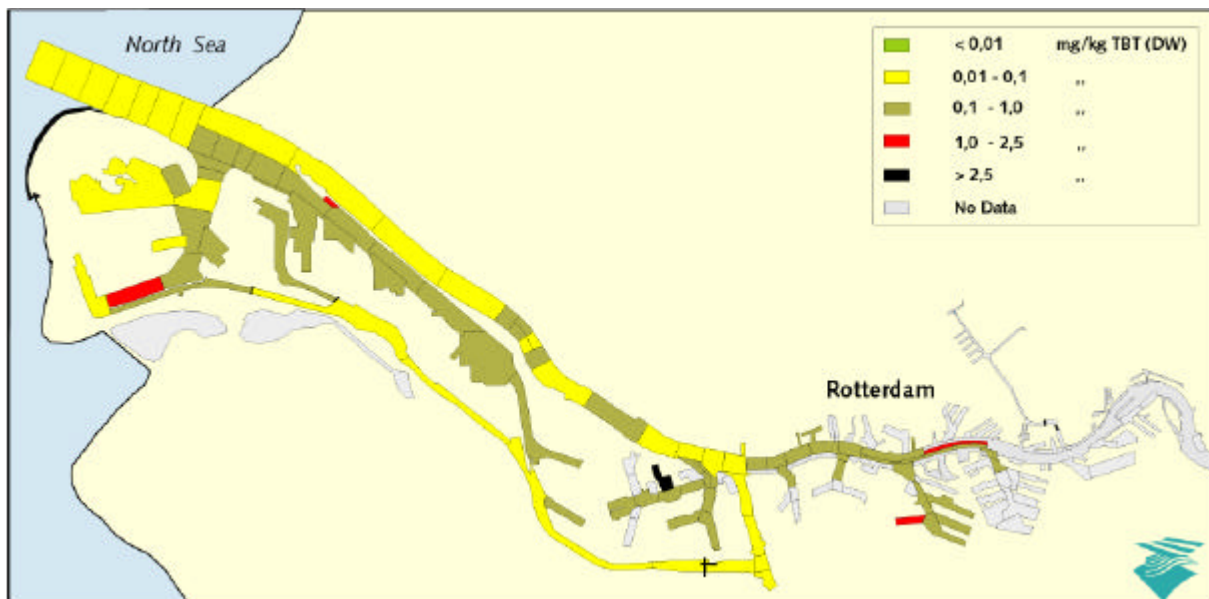 North Sea
< 0,01 mg/kg TBT (DW)
0,01 - 0,1 ,,
0,1 - 1,0 ,,
1,0 - 2,5 ,,
> 2,5 ,,
No Data
Rotterdam